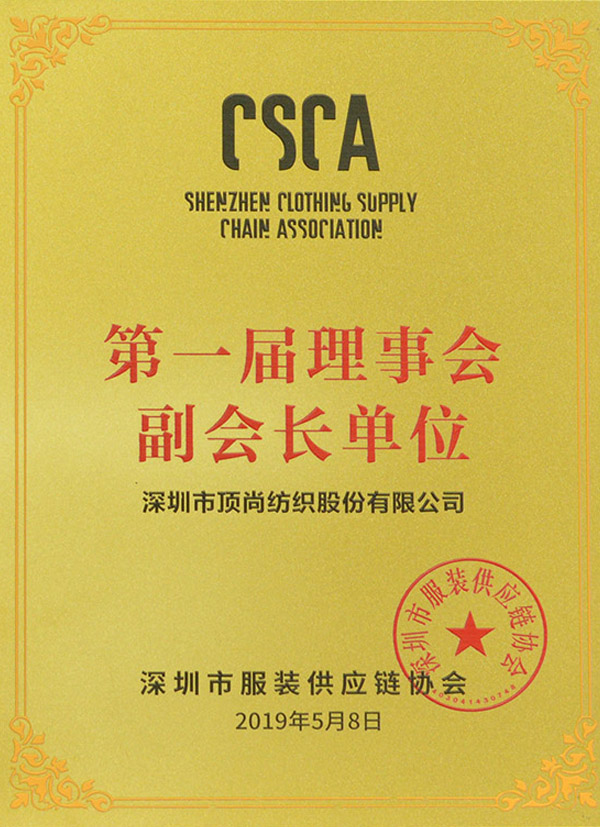 CSCA
SHENZHEN CLOTHING SUPPLY
CHAIN ASSOCIATION
第一届理事会
副会长单位
深圳市顶尚纺织股份有限公司
深圳市服装供应链协会
深圳市服装供应链协会
2019年5月8日